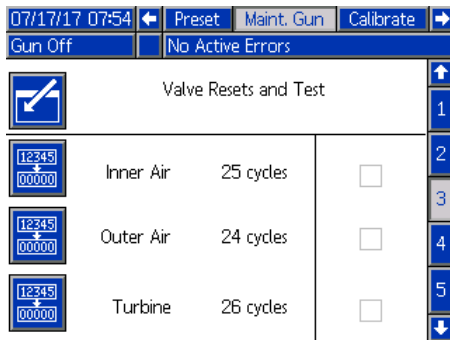 07/17/17 07:54 Preset Maint. Gun Calibrate
Gun Off No Active Errors
Valve Resets and Test
1
2
3
4
5
12345
00000
Inner Air 25 cycles
12345
00000
Outer Air 24 cycles
12345
00000
Turbine 26 cycles